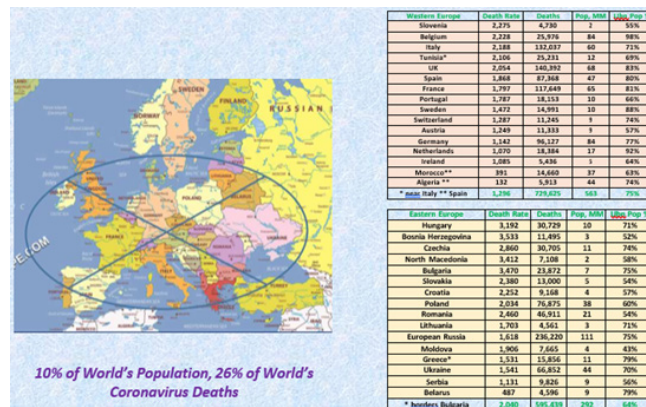 SWEDEN
FINLAND
NORWAY
RUSSIAN
POLAND
FRANCE
ITALY
TURKEY
10% of World's Population, 26% of World's
Coronavirus Deaths
Western Europe Death Rate Deaths Pop, MM Urbn Pop %
Slovenia 2,275 4,730 2 55%
Belgium 2,228 25,976 84 98%
Italy 2,188 132,037 60 71%
Tunisia* 2,106 25,231 12 69%
UK 2,054 140,392 68 83%
Spain 1,868 87,368 47 80%
France 1,797 117,649 65 81%
Portugal 1,787 18,153 10 66%
Sweden 1,472 14,991 10 88%
Switzerland 1,287 11,245 9 74%
Austria 1,249 11,333 9 57%
Germany 1,142 96,127 84 77%
Netherlands 1,070 18,384 17 92%
Ireland 1,085 5,436 5 64%
Morocco** 391 14,660 37 63%
Algeria ** 132 5,913 44 74%
* near Italy ** Spain 1,296 729,625 563 75%
Eastern Europe Death Rate Deaths Pop, MM Urbn Pop %
Hungary 3,192 30,729 10 71%
Bosnia Herzegovina 3,533 11,495 3 52%
Czechia 2,860 30,705 11 74%
North Macedonia 3,412 7,108 2 58%
Bulgaria 3,470 23,872 7 75%
Slovakia 2,380 13,000 5 54%
Croatia 2,252 9,168 4 57%
Poland 2,034 76,875 38 60%
Romania 2,460 46,911 21 54%
Lithuania 1,703 4,561 3 71%
European Russia 1,618 236,220 111 75%
Moldova 1,906 7,665 4 43%
Greece* 1,531 15,856 11 79%
Ukraine 1,541 66,852 44 70%
Serbia 1,131 9,826 9 56%
Belarus 487 4,596 9 79%
* borders Bulgaria 2,040 595,439 292 64%